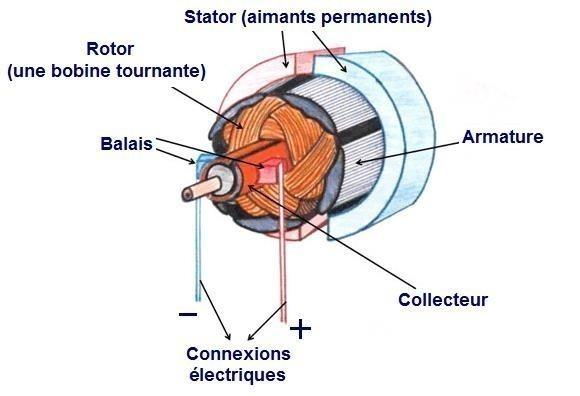 Stator (aimants permanents)
Rotor
(une bobine tournante)
Balais
Armature
Collecteur
−
+
Connexions
électriques